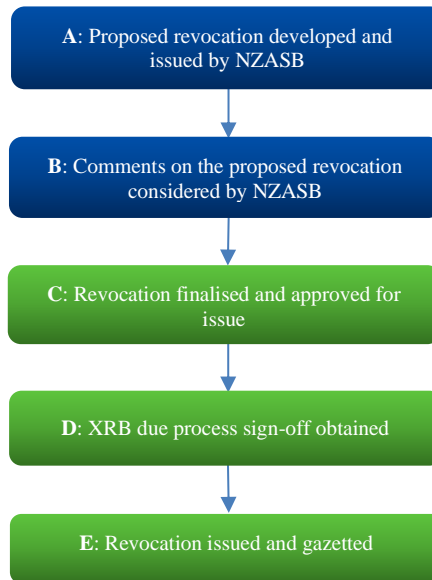 A: Proposed revocation developed and
issued by NZASB
B: Comments on the proposed revocation
considered by NZASB
C: Revocation finalised and approved for
issue
D: XRB due process sign-off obtained
E: Revocation issued and gazetted